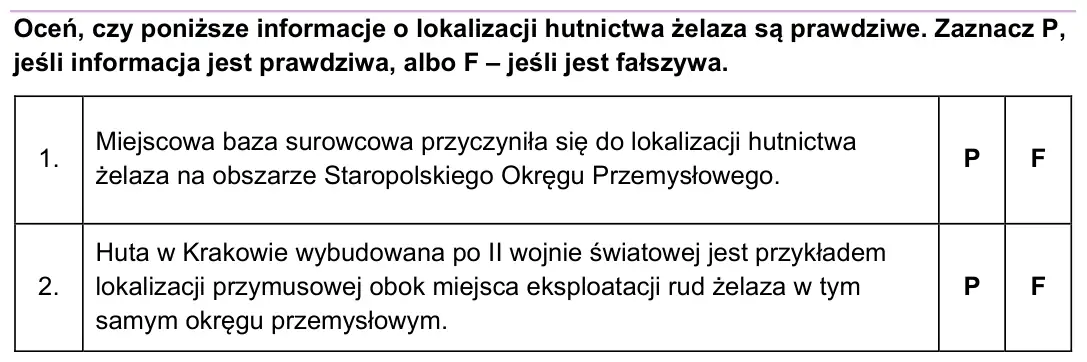 Oceń, czy poniższe informacje o lokalizacji hutnictwa żelaza są prawdziwe. Zaznacz P,
jeśli informacja jest prawdziwa, albo F – jeśli jest fałszywa.
1. Miejscowa baza surowcowa przyczyniła się do lokalizacji hutnictwa
żelaza na obszarze Staropolskiego Okręgu Przemysłowego. P F
2. Huta w Krakowie wybudowana po II wojnie światowej jest przykładem
lokalizacji przymusowej obok miejsca eksploatacji rud żelaza w tym
samym okręgu przemysłowym. P F